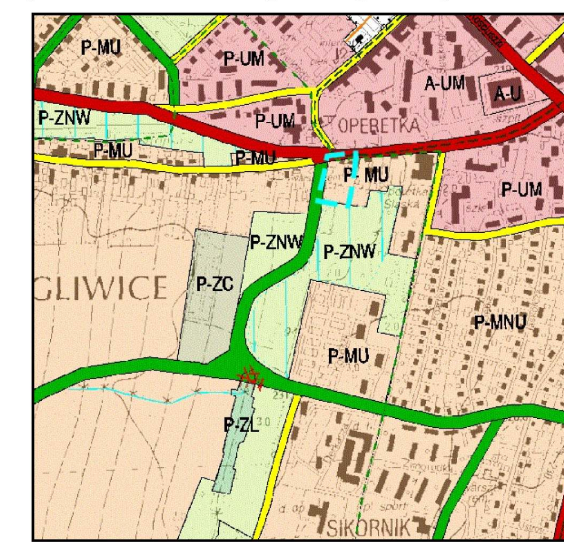 P-MU
P-UM
A-UM
A-U
P-ZNW
P-UM
OPERETKA
P-MU
P-MU
P-MU
P-UM
P-ZNW
P-ZNW
P-ZC
GLIWICE
P-MNU
P-MU
P-ZL
SIKORNIK